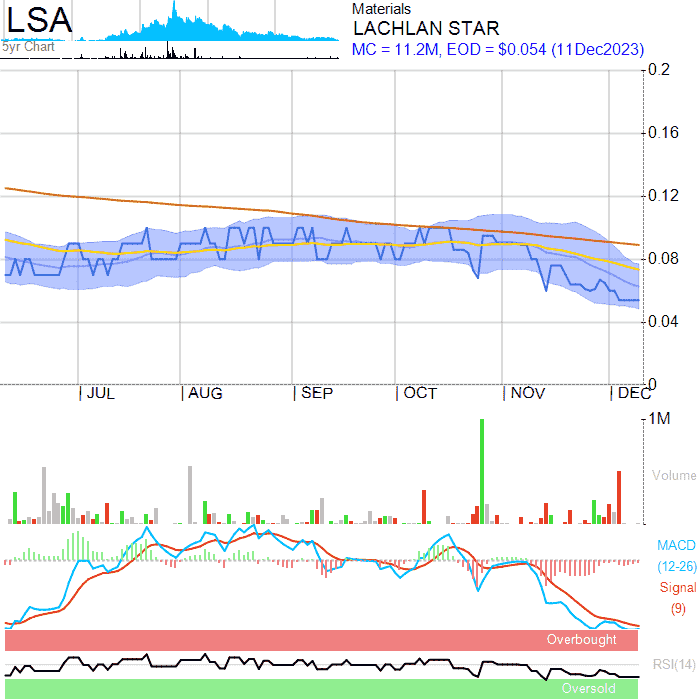 LSA
5yr Chart
Materials
LACHLAN STAR
MC = 11.2M, EOD = $0.054 (11Dec2023)
0.2
0.16
0.12
0.08
0.04
0
JUL AUG SEP OCT NOV DEC
1M
Volume
MACD
(12-26)
Signal
(9)
Overbought
RSI(14)
Oversold